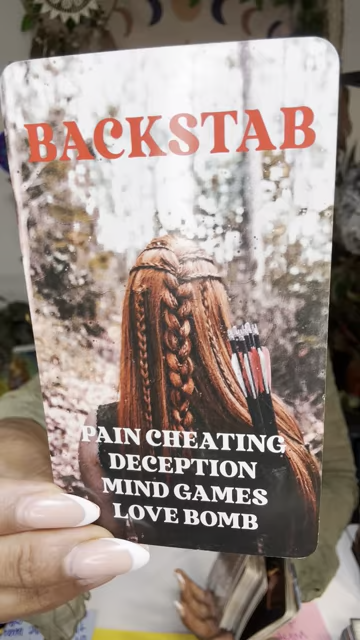 BACKSTAB
PAIN CHEATING
DECEPTION
MIND GAMES
LOVE BOMB